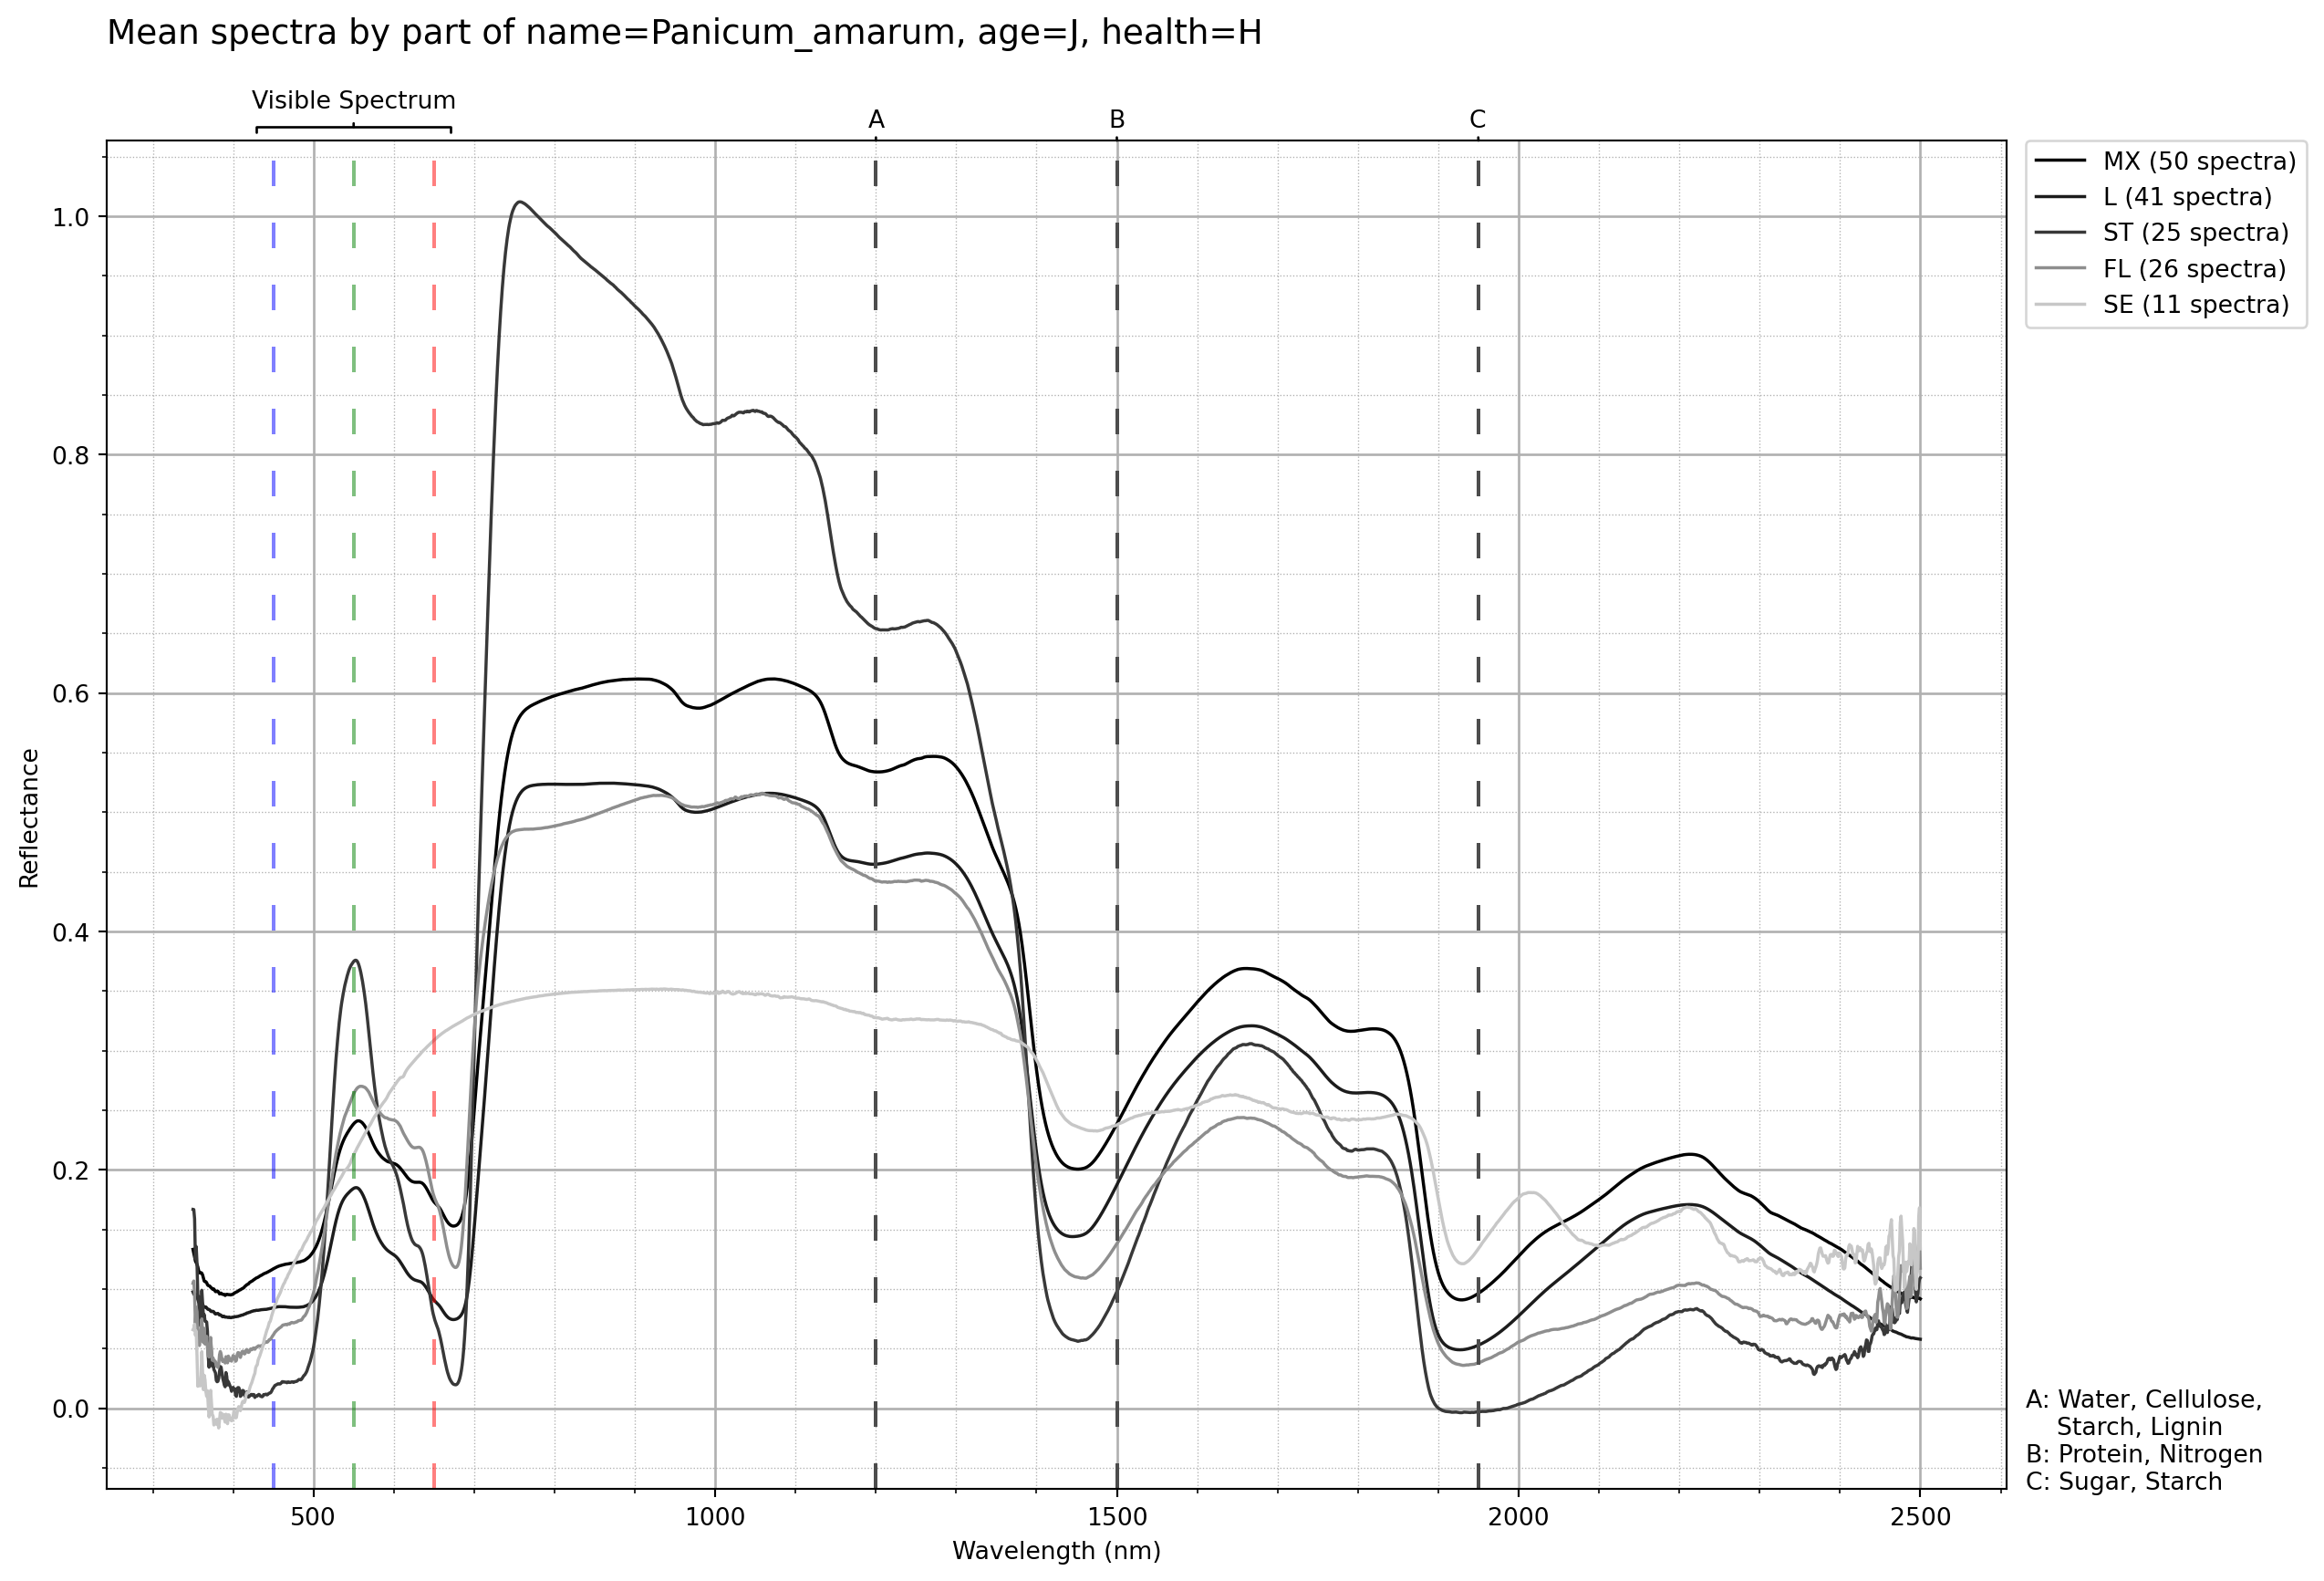 Mean spectra by part of name=Panicum_amarum, age=J, health=H
Visible Spectrum
A
B
C
MX (50 spectra)
L (41 spectra)
ST (25 spectra)
FL (26 spectra)
SE (11 spectra)
1.0
0.8
0.6
0.4
0.2
0.0
Reflectance
500
1000
1500
2000
2500
Wavelength (nm)
A: Water, Cellulose,
Starch, Lignin
B: Protein, Nitrogen
C: Sugar, Starch